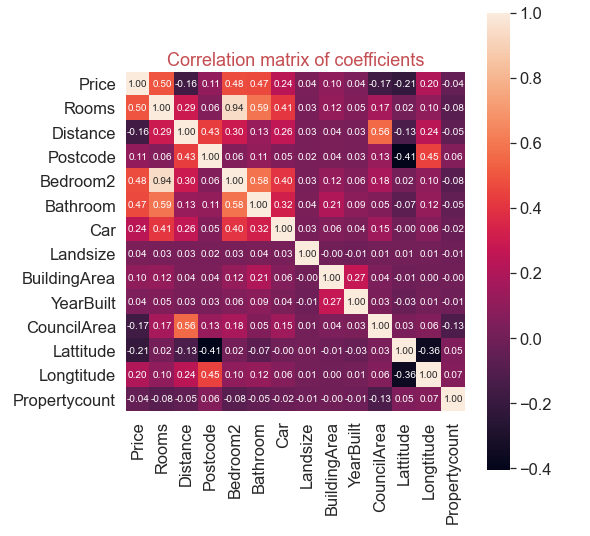 Correlation matrix of coefficients
Price 1.00 0.50 -0.16 0.11 0.48 0.47 0.24 0.04 0.10 0.04 -0.17 -0.21 0.20 -0.04
Rooms 0.50 1.00 0.29 0.06 0.94 0.59 0.41 0.03 0.12 0.05 0.17 0.02 0.10 -0.08
Distance -0.16 0.29 1.00 0.43 0.30 0.13 0.26 0.03 0.04 0.03 0.56 -0.13 0.24 -0.05
Postcode 0.11 0.06 0.43 1.00 0.06 0.11 0.05 0.02 0.04 0.03 0.13 -0.41 0.45 0.06
Bedroom2 0.48 0.94 0.30 0.06 1.00 0.58 0.40 0.03 0.12 0.06 0.18 0.02 0.10 -0.08
Bathroom 0.47 0.59 0.13 0.11 0.58 1.00 0.32 0.04 0.21 0.09 0.05 -0.07 0.12 -0.05
Car 0.24 0.41 0.26 0.05 0.40 0.32 1.00 0.03 0.06 0.04 0.15 -0.00 0.06 -0.02
Landsize 0.04 0.03 0.03 0.02 0.03 0.04 0.03 1.00 -0.00 -0.01 0.01 0.01 0.01 -0.01
BuildingArea 0.10 0.12 0.04 0.04 0.12 0.21 0.06 -0.00 1.00 0.27 0.04 -0.01 0.00 -0.00
YearBuilt 0.04 0.05 0.03 0.03 0.06 0.09 0.04 -0.01 0.27 1.00 0.03 -0.03 0.01 -0.01
CouncilArea -0.17 0.17 0.56 0.13 0.18 0.05 0.15 0.01 0.04 0.03 1.00 0.03 0.06 -0.13
Lattitude -0.21 0.02 -0.13 -0.41 0.02 -0.07 -0.00 0.01 -0.01 -0.03 0.03 1.00 -0.36 0.05
Longtitude 0.20 0.10 0.24 0.45 0.10 0.12 0.06 0.01 0.00 0.01 0.06 -0.36 1.00 0.07
Propertycount -0.04 -0.08 -0.05 0.06 -0.08 -0.05 -0.02 -0.01 -0.00 -0.01 -0.13 0.05 0.07 1.00
Price
Rooms
Distance
Postcode
Bedroom2
Bathroom
Car
Landsize
BuildingArea
YearBuilt
CouncilArea
Lattitude
Longtitude
Propertycount
1.0
0.8
0.6
0.4
0.2
0.0
−0.2
−0.4